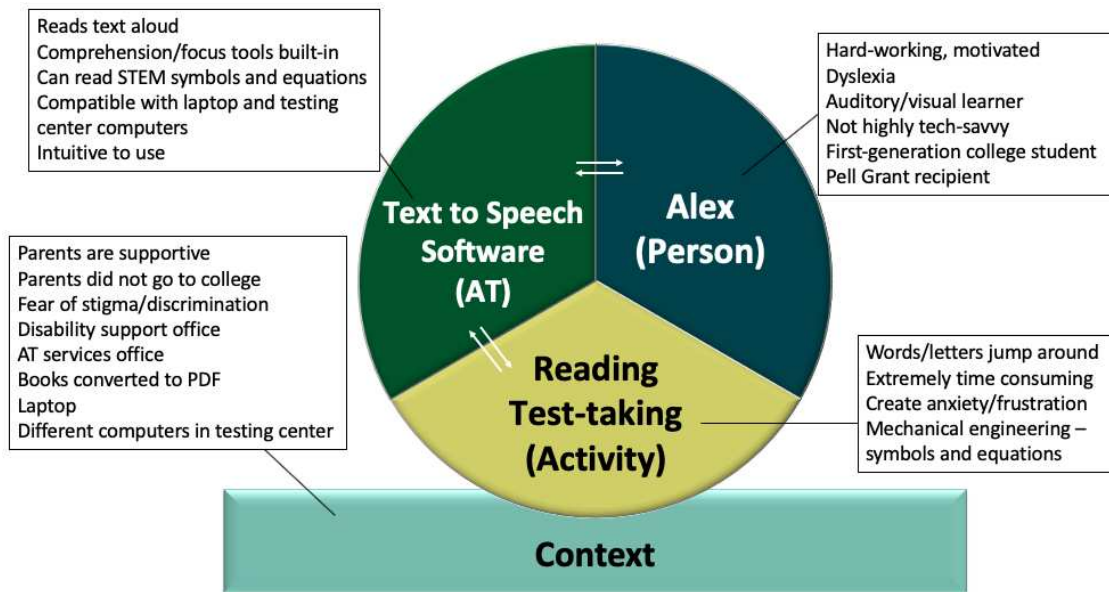 Reads text aloud
Comprehension/focus tools built-in
Can read STEM symbols and equations
Compatible with laptop and testing
center computers
Intuitive to use
Hard-working, motivated
Dyslexia
Auditory/visual learner
Not highly tech-savvy
First-generation college student
Pell Grant recipient
Text to Speech
Software
(AT)
Alex
(Person)
Parents are supportive
Parents did not go to college
Fear of stigma/discrimination
Disability support office
AT services office
Books converted to PDF
Laptop
Different computers in testing center
Reading
Test-taking
(Activity)
Words/letters jump around
Extremely time consuming
Create anxiety/frustration
Mechanical engineering –
symbols and equations
Context